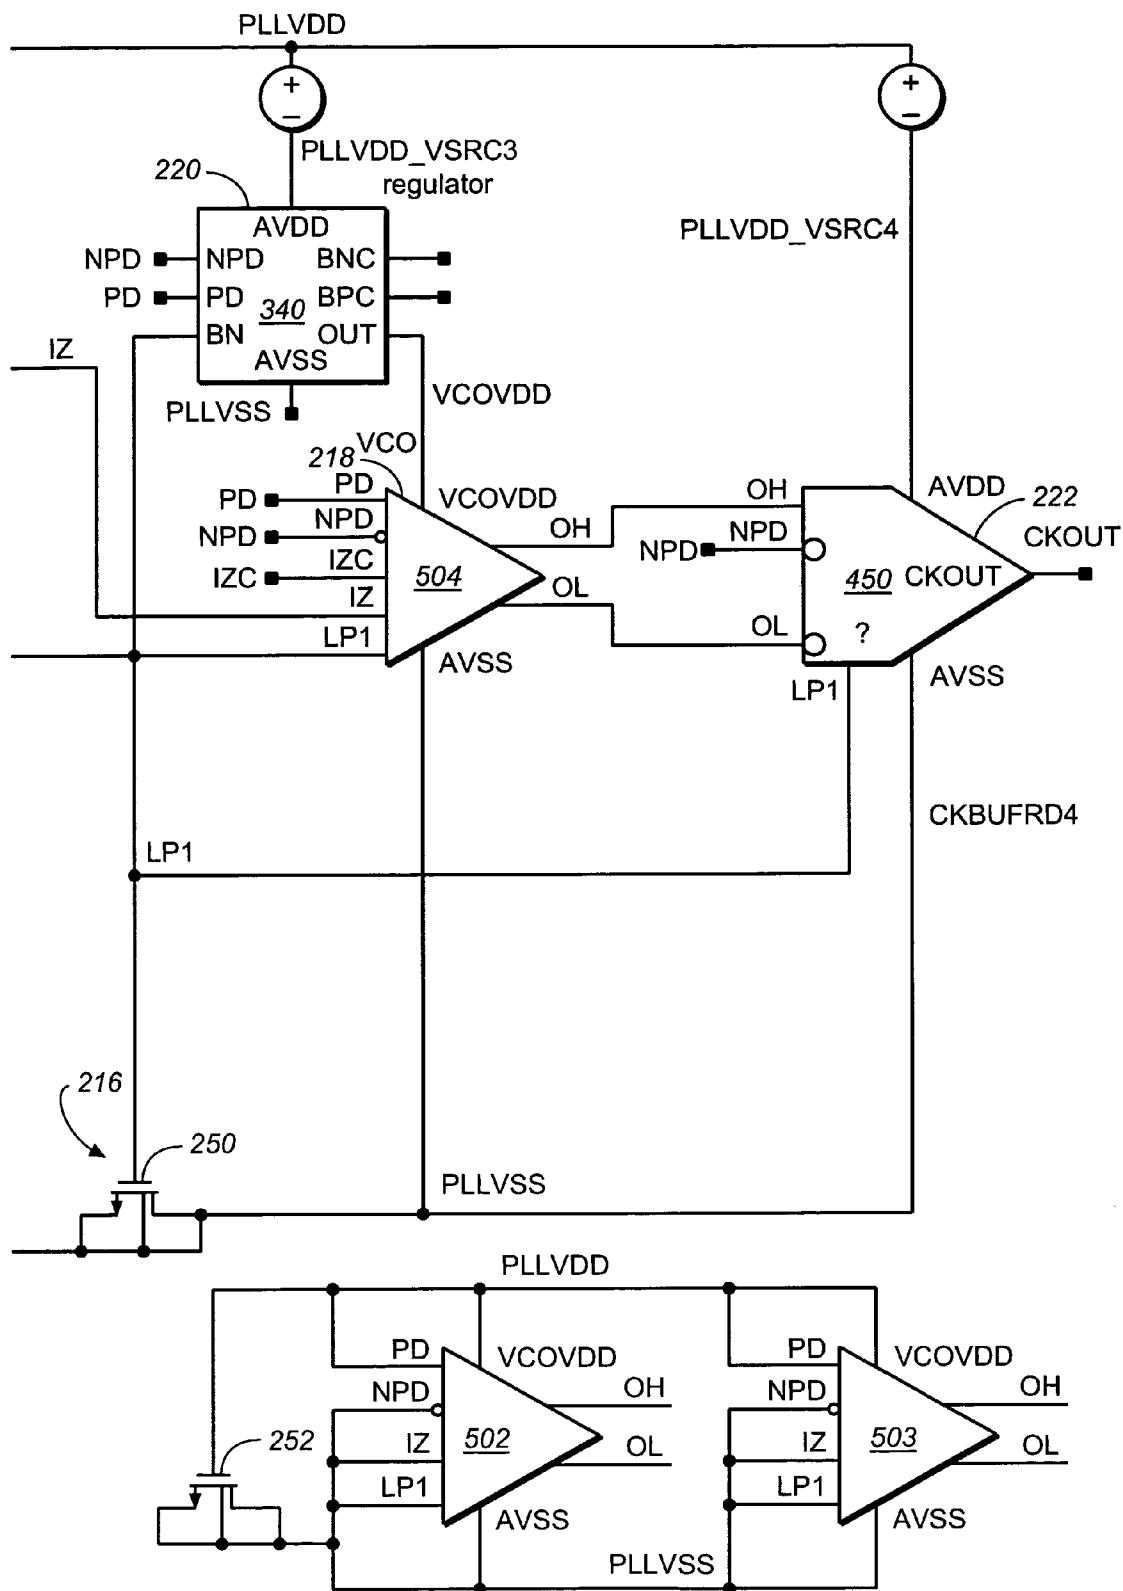 PLLVDD
+
−
+
−
PLLVDD_VSRC3
regulator
220
PLLVDD_VSRC4
AVDD
NPD NPD BNC
PD PD BPC
340
BN OUT
AVSS
IZ
PLLVSS
VCOVDD
VCO
218
PD PD
VCOVDD
NPD NPD
OH
IZC IZC
504
IZ
OL
LP1
AVSS
OH
AVDD
222
NPD NPD
CKOUT
450 CKOUT
OL
?
LP1
AVSS
CKBUFRD4
LP1
216
250
PLLVSS
PLLVDD
PD
VCOVDD
NPD
OH
IZ
502
OL
LP1
AVSS
PD
VCOVDD
NPD
OH
IZ
503
OL
LP1
AVSS
252
PLLVSS